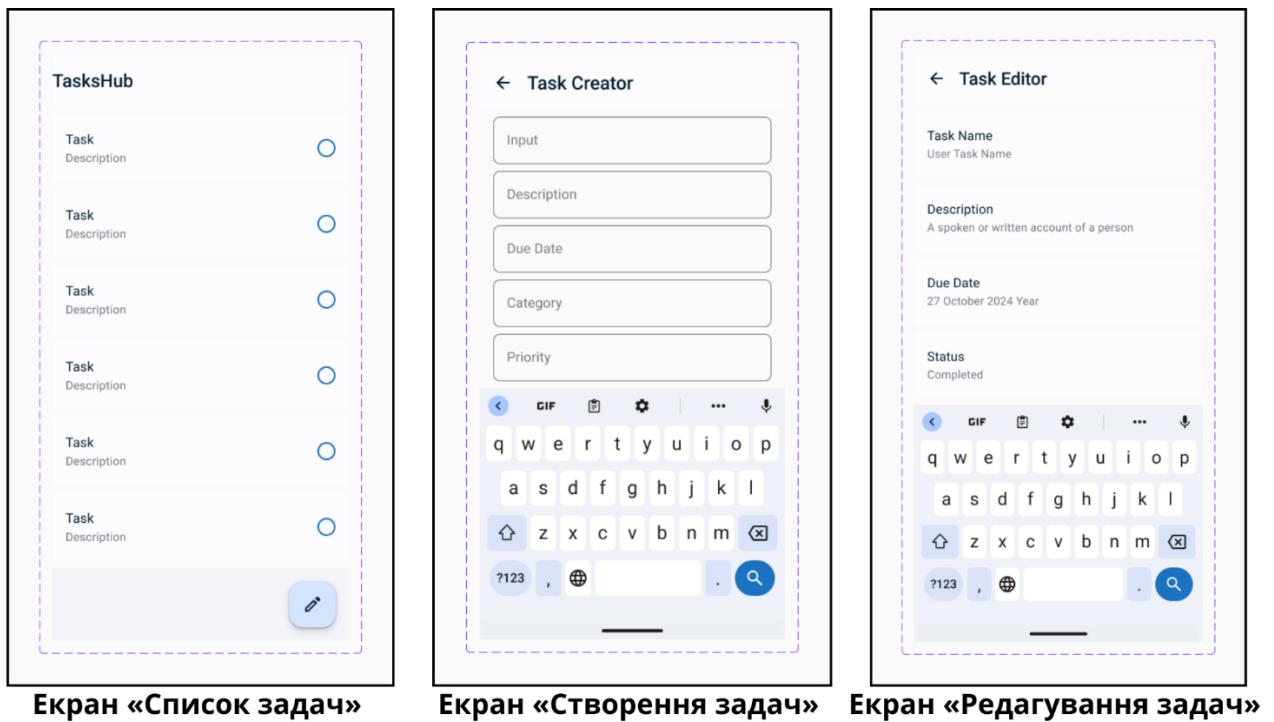 TasksHub
Task
Description
Task
Description
Task
Description
Task
Description
Task
Description
Task
Description
Екран «Список задач»
Task Creator
Input
Description
Due Date
Category
Priority
GIF
q w e r t y u i o p
a s d f g h j k l
z x c v b n m
?123 , .
Екран «Створення задач»
Task Editor
Task Name
User Task Name
Description
A spoken or written account of a person
Due Date
27 October 2024 Year
Status
Completed
GIF
q w e r t y u i o p
a s d f g h j k l
z x c v b n m
?123 , .
Екран «Редагування задач»